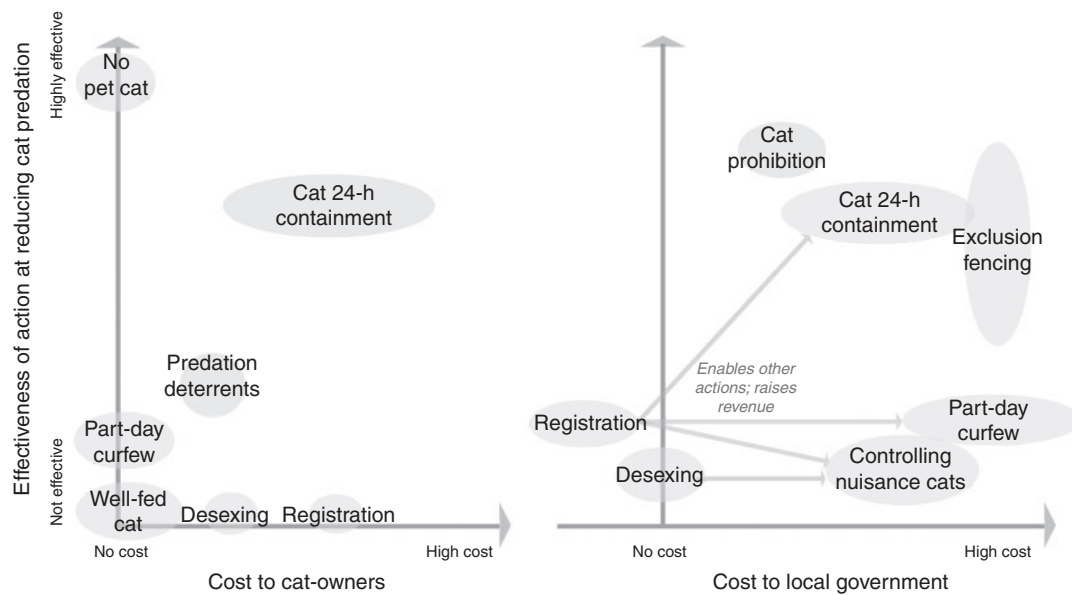 Effectiveness of action at reducing cat predation
Highly effective
Not effective
No
pet cat
Cat 24-h
containment
Predation
deterrents
Part-day
curfew
Well-fed
cat
Desexing
Registration
No cost
High cost
Cost to cat-owners
Cat
prohibition
Cat 24-h
containment
Exclusion
fencing
Enables other
actions; raises
revenue
Registration
Part-day
curfew
Desexing
Controlling
nuisance cats
No cost
High cost
Cost to local government